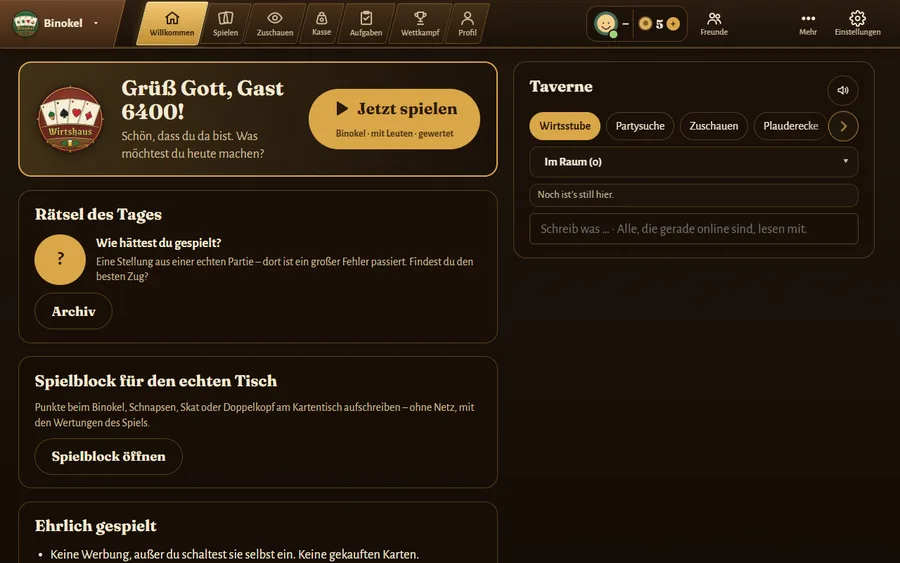 Binokel
Willkommen
Spielen
Zuschauen
Kasse
Aufgaben
Wettkampf
Profil
–
5
+
Freunde
Mehr
Einstellungen
Wirtshaus
Grüß Gott, Gast
6400!
Schön, dass du da bist. Was
möchtest du heute machen?
Jetzt spielen
Binokel · mit Leuten · gewertet
Rätsel des Tages
?
Wie hättest du gespielt?
Eine Stellung aus einer echten Partie – dort ist ein großer Fehler passiert. Findest du den
besten Zug?
Archiv
Spielblock für den echten Tisch
Punkte beim Binokel, Schnapsen, Skat oder Doppelkopf am Kartentisch aufschreiben – ohne Netz, mit
den Wertungen des Spiels.
Spielblock öffnen
Ehrlich gespielt
• Keine Werbung, außer du schaltest sie selbst ein. Keine gekauften Karten.
Taverne
Wirtsstube
Partysuche
Zuschauen
Plauderecke
Im Raum (0)
Noch ist's still hier.
Schreib was … · Alle, die gerade online sind, lesen mit.